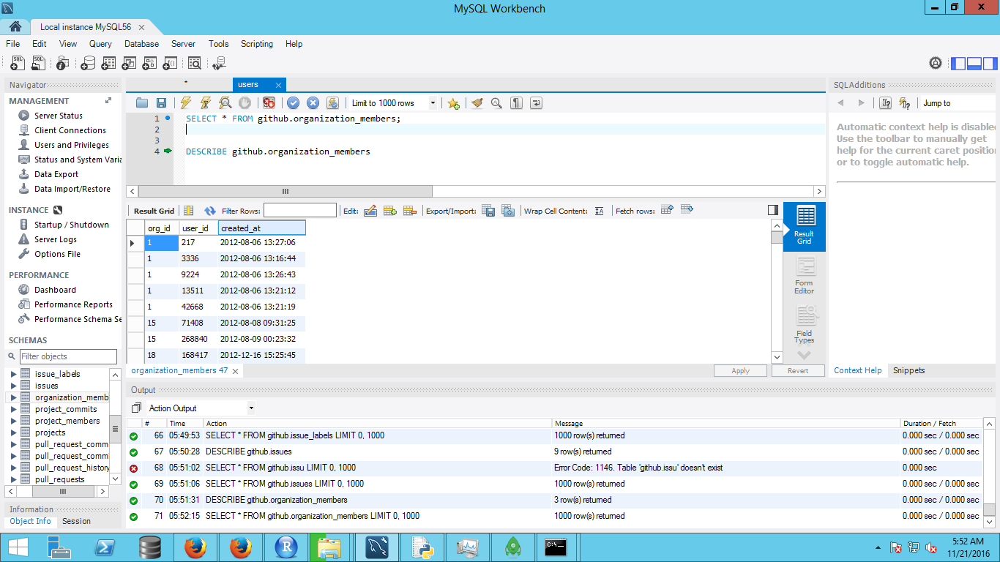 MySQL Workbench
Local instance MySQL56
File Edit View Query Database Server Tools Scripting Help
Navigator
MANAGEMENT
Server Status
Client Connections
Users and Privileges
Status and System Varia
Data Export
Data Import/Restore
INSTANCE
Startup / Shutdown
Server Logs
Options File
PERFORMANCE
Dashboard
Performance Reports
Performance Schema Se
SCHEMAS
Filter objects
issue_labels
issues
organization_memb
project_commits
project_members
projects
pull_request_comm
pull_request_comm
pull_request_history
pull_requests
Information
Object Info Session
users
Limit to 1000 rows
1 SELECT * FROM github.organization_members;
2
3
4 DESCRIBE github.organization_members
Result Grid Filter Rows: Edit: Export/Import: Wrap Cell Content: Fetch rows:
org_id user_id created_at
1 217 2012-08-06 13:27:06
1 3336 2012-08-06 13:16:44
1 9224 2012-08-06 13:26:43
1 13511 2012-08-06 13:21:12
1 42668 2012-08-06 13:21:19
15 71408 2012-08-08 09:31:25
15 268840 2012-08-09 00:23:32
18 168417 2012-12-16 15:25:45
Result
Grid
Form
Editor
Field
Types
organization_members 47
Apply Revert
SQLAdditions
Jump to
Automatic context help is disable
Use the toolbar to manually get
help for the current caret position
or to toggle automatic help.
Context Help Snippets
Output
Action Output
# Time Action Message Duration / Fetch
66 05:49:53 SELECT * FROM github.issue_labels LIMIT 0, 1000 1000 row(s) returned 0.000 sec / 0.000 sec
67 05:50:28 DESCRIBE github.issues 9 row(s) returned 0.000 sec / 0.000 sec
68 05:51:02 SELECT * FROM github.issu LIMIT 0, 1000 Error Code: 1146. Table 'github.issu' doesn't exist 0.000 sec
69 05:51:06 SELECT * FROM github.issues LIMIT 0, 1000 1000 row(s) returned 0.000 sec / 0.000 sec
70 05:51:31 DESCRIBE github.organization_members 3 row(s) returned 0.000 sec / 0.000 sec
71 05:52:15 SELECT * FROM github.organization_members LIMIT 0, 1000 1000 row(s) returned 0.000 sec / 0.000 sec
5:52 AM
11/21/2016